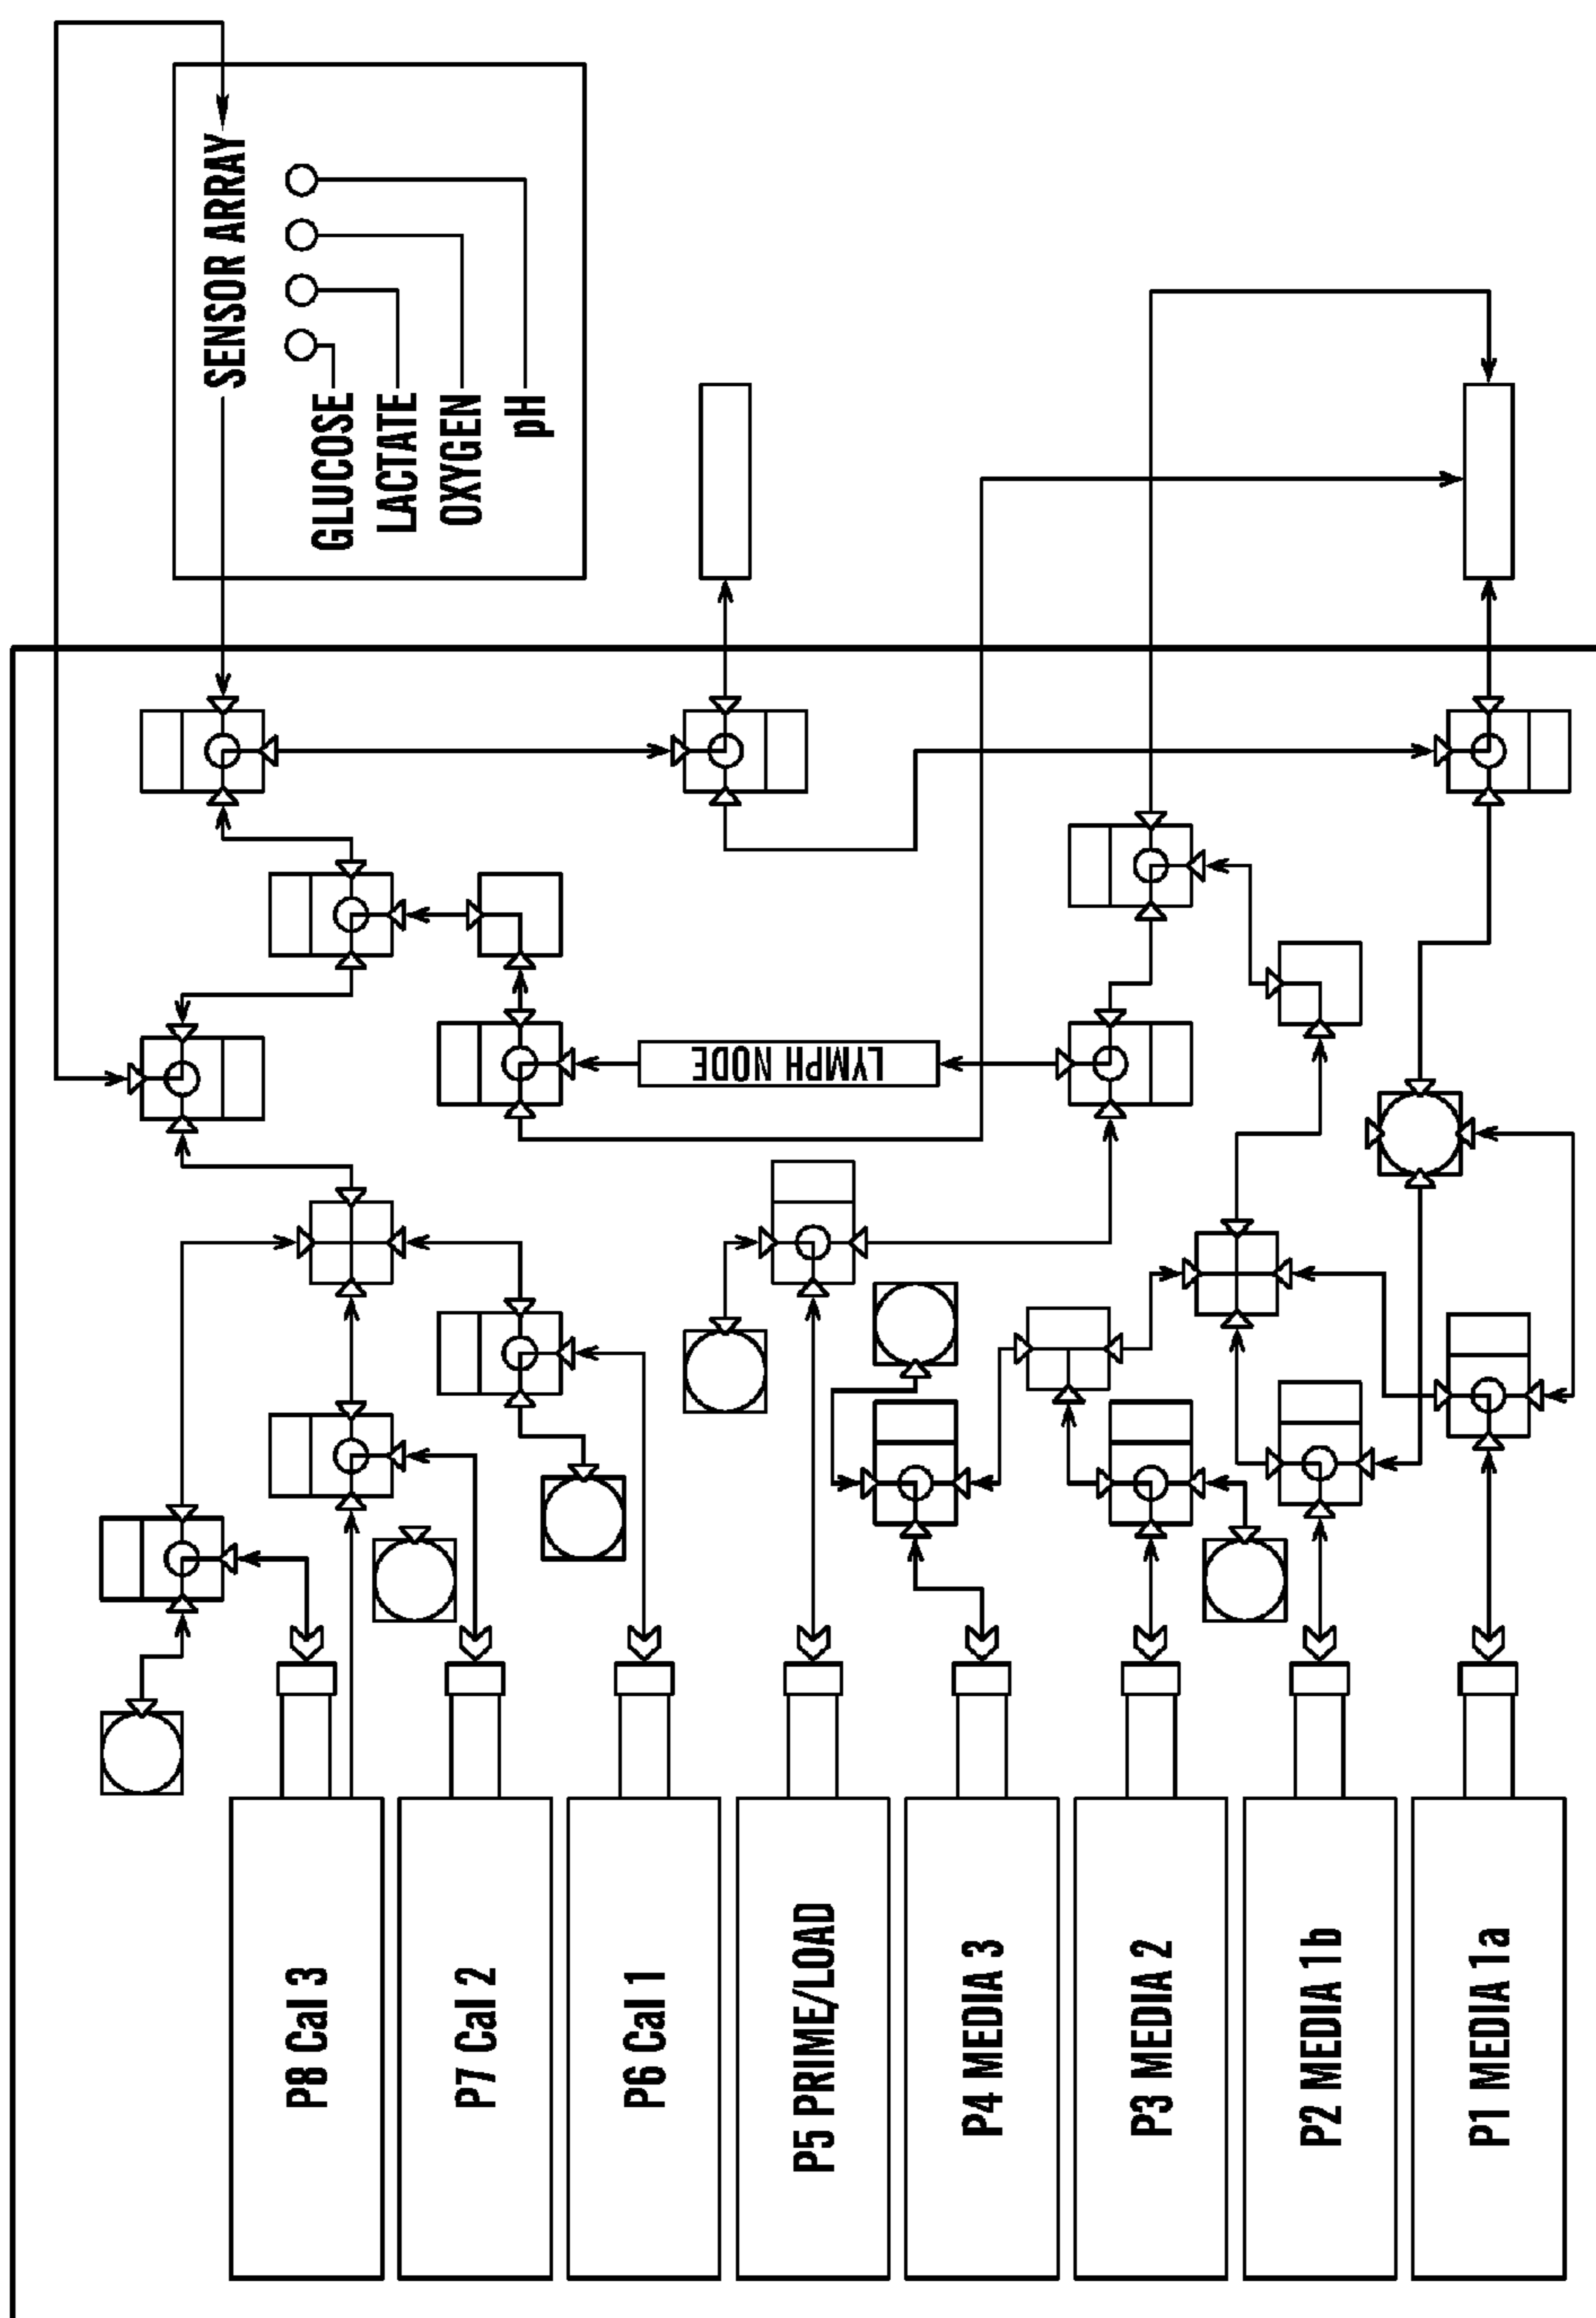 SENSOR ARRAY
GLUCOSE
LACTATE
OXYGEN
pH
LYMPH NODE
P8 Cal 3
P7 Cal 2
P6 Cal 1
P5 PRIME/LOAD
P4 MEDIA 3
P3 MEDIA 2
P2 MEDIA 1b
P1 MEDIA 1a